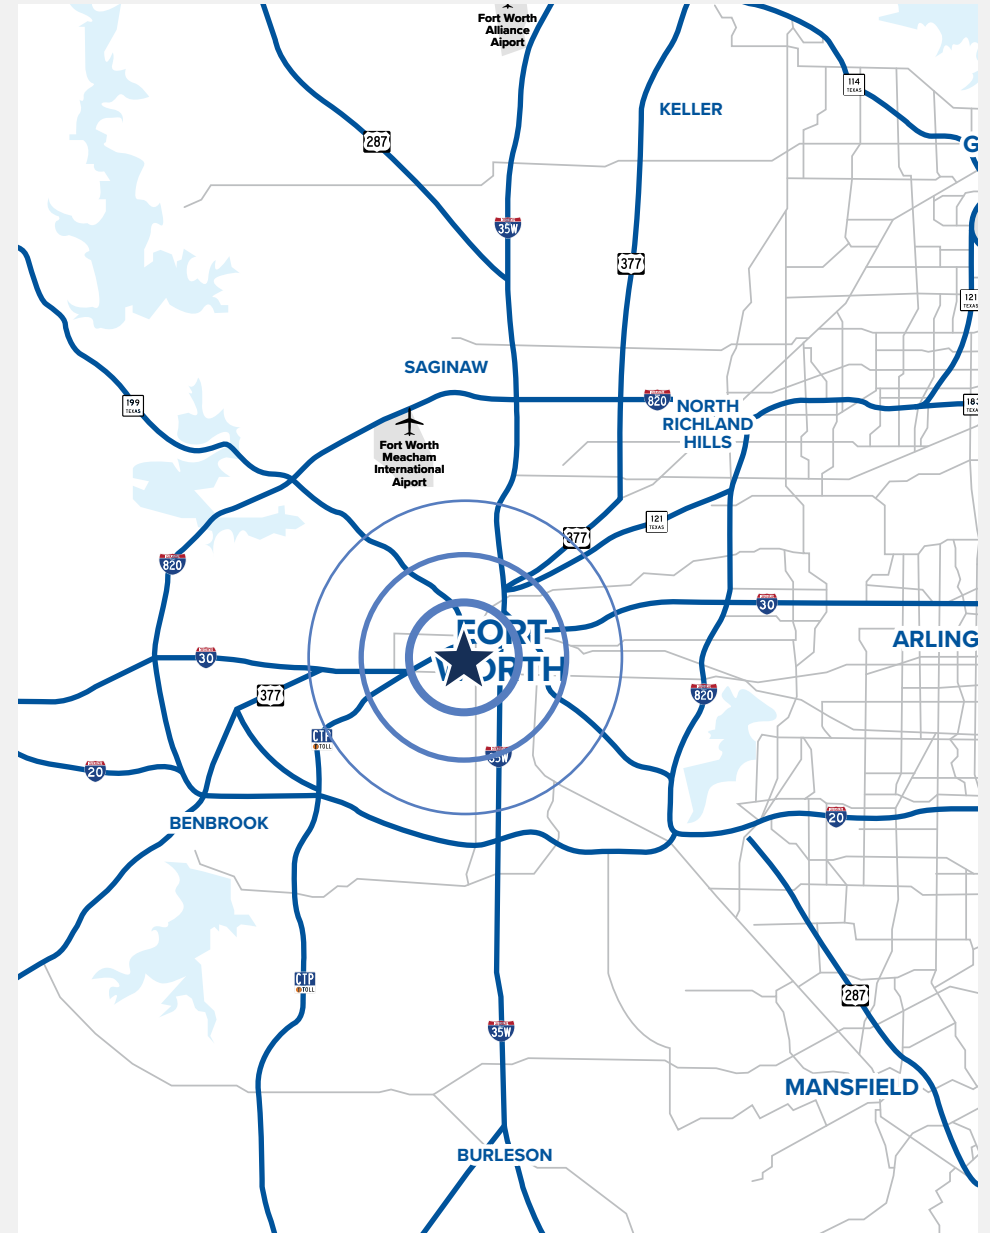 Fort Worth
Alliance
Aiport
114
TEXAS
KELLER
287
G
35W
377
121
TEXAS
SAGINAW
199
TEXAS
820
NORTH
RICHLAND
HILLS
183
TEXA
Fort Worth
Meacham
International
Aiport
121
TEXAS
377
820
30
FORT
WORTH
ARLING
30
377
820
CTP
TOLL
35W
20
20
BENBROOK
CTP
TOLL
287
35W
MANSFIELD
BURLESON